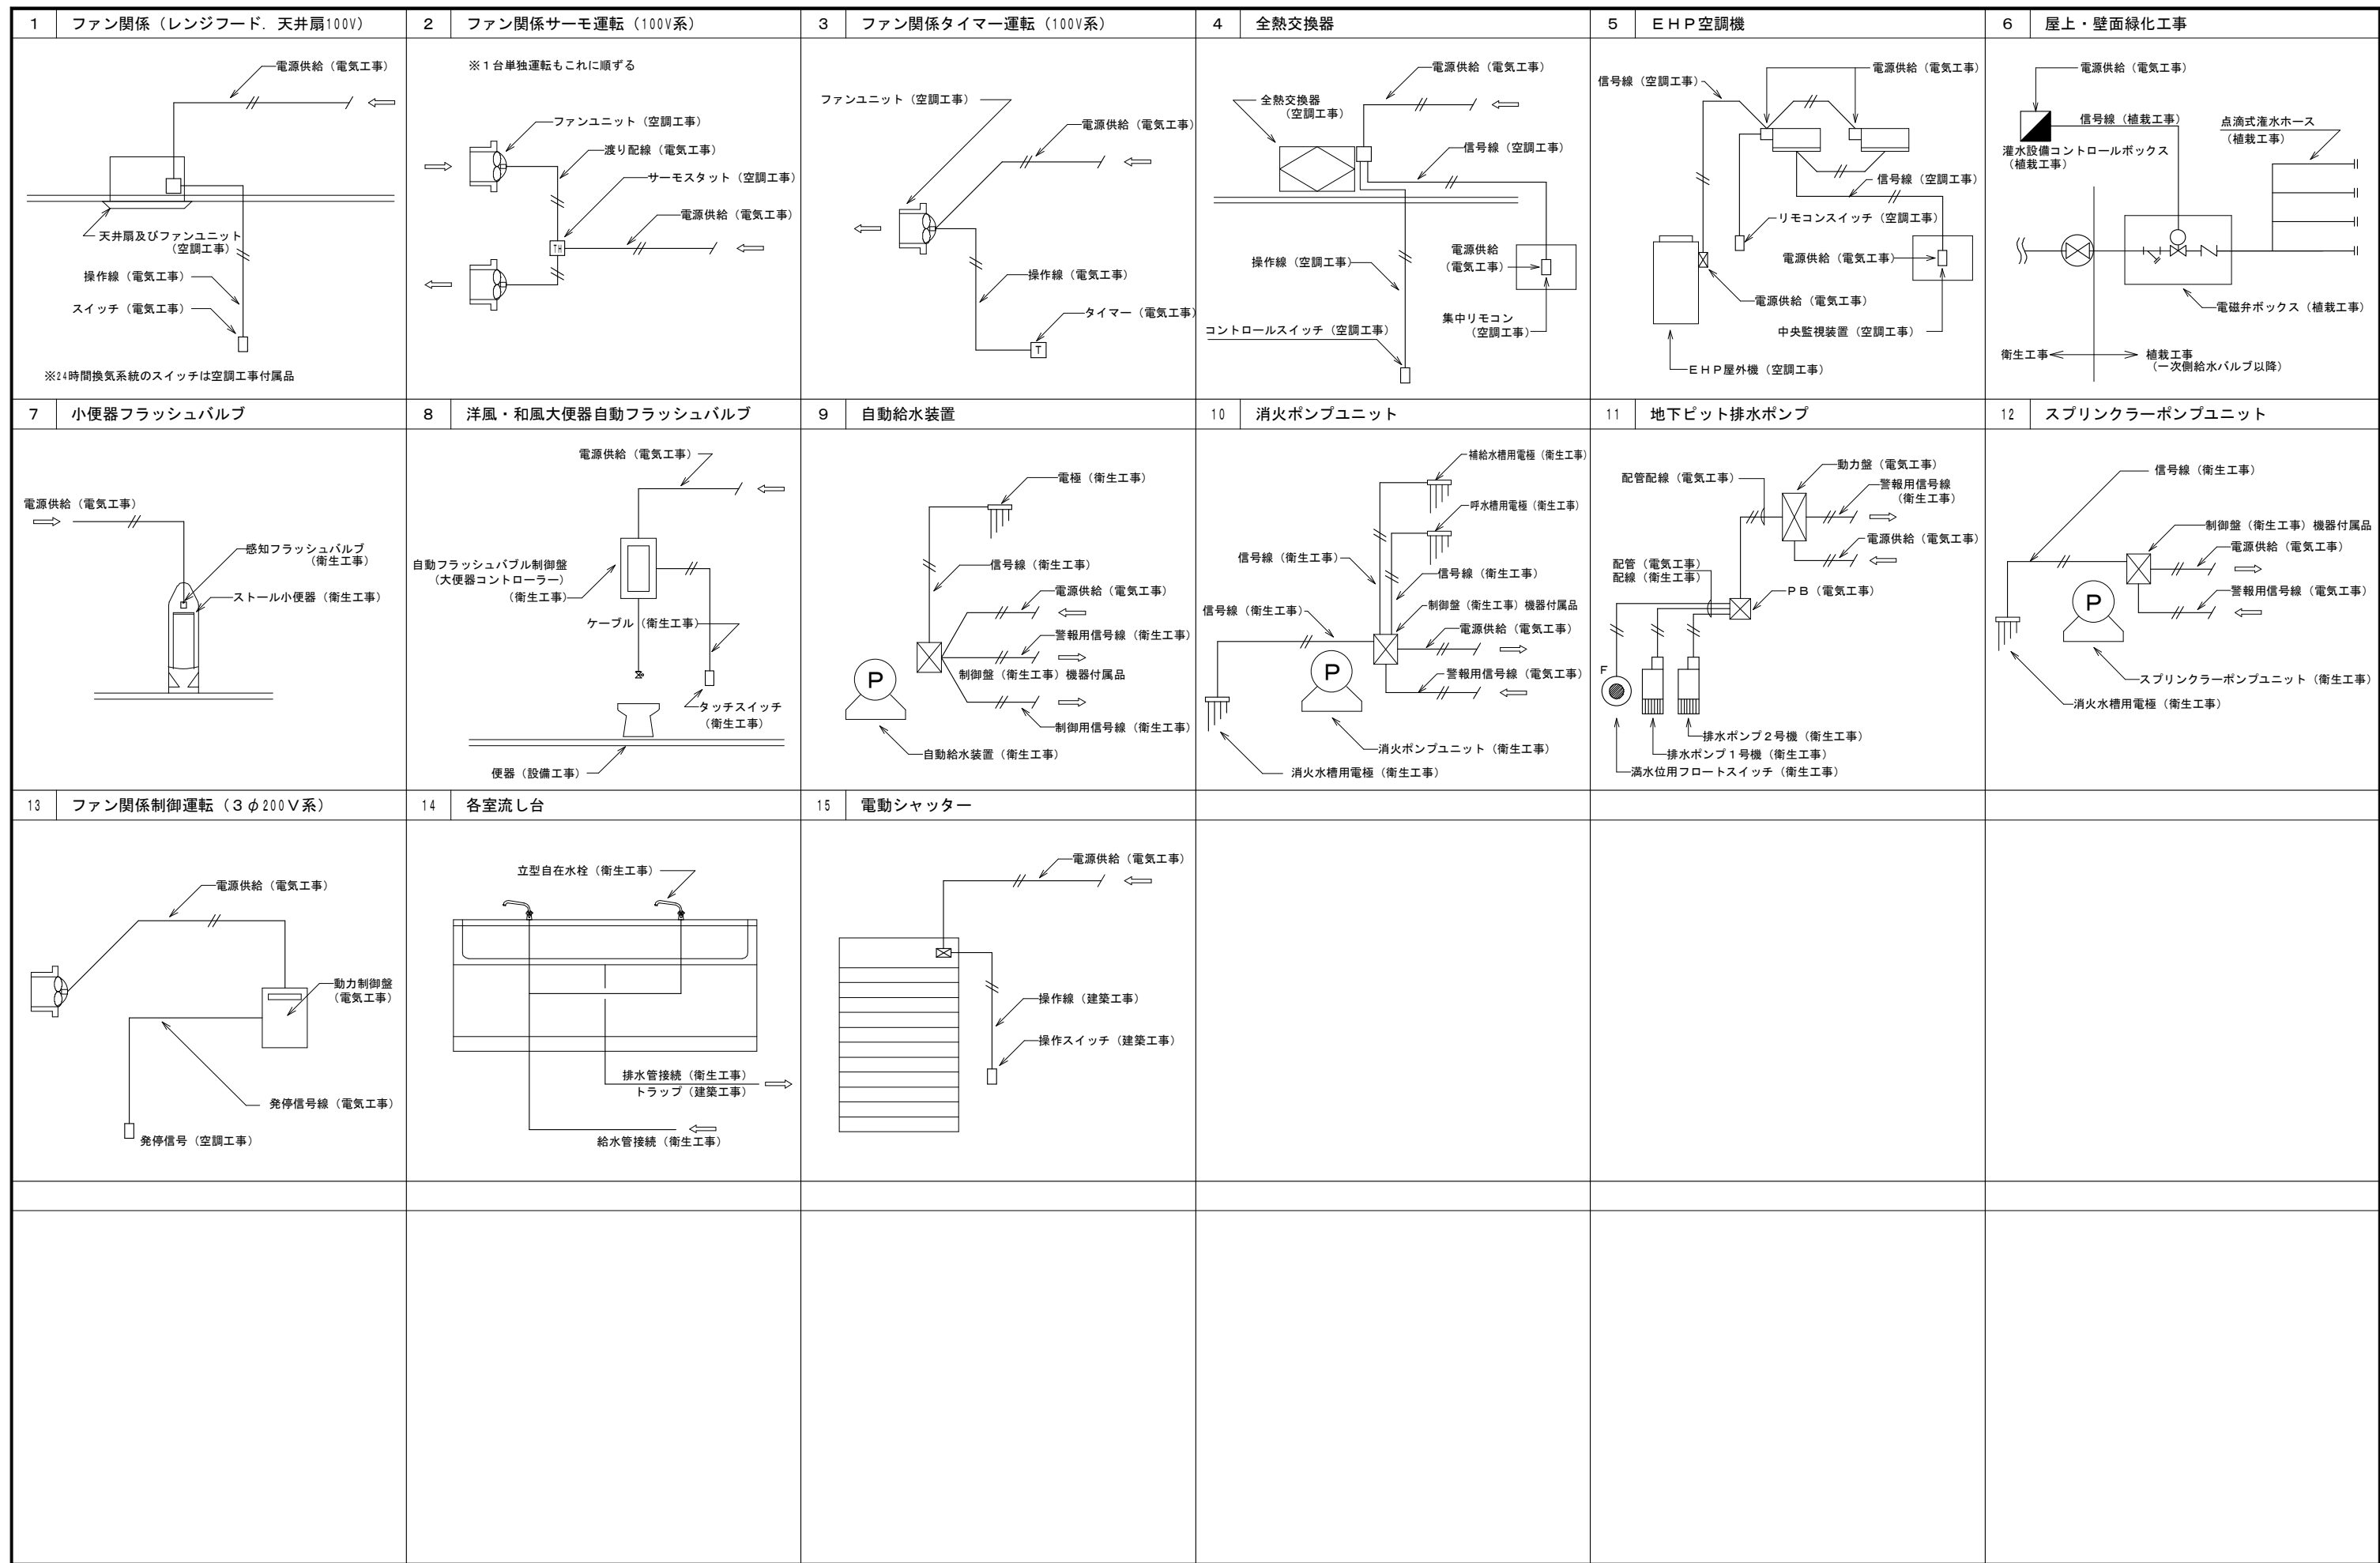 1 ファン関係（レンジフード．天井扇100V）
電源供給（電気工事）
天井扇及びファンユニット
（空調工事）
操作線（電気工事）
スイッチ（電気工事）
※24時間換気系統のスイッチは空調工事付属品
2 ファン関係サーモ運転（100V系）
※１台単独運転もこれに順ずる
ファンユニット（空調工事）
渡り配線（電気工事）
サーモスタット（空調工事）
電源供給（電気工事）
TH
3 ファン関係タイマー運転（100V系）
ファンユニット（空調工事）
電源供給（電気工事）
操作線（電気工事）
タイマー（電気工事）
T
4 全熱交換器
電源供給（電気工事）
全熱交換器
（空調工事）
信号線（空調工事）
電源供給
（電気工事）
操作線（空調工事）
集中リモコン
（空調工事）
コントロールスイッチ（空調工事）
5 ＥＨＰ空調機
電源供給（電気工事）
信号線（空調工事）
信号線（空調工事）
リモコンスイッチ（空調工事）
電源供給（電気工事）
電源供給（電気工事）
中央監視装置（空調工事）
ＥＨＰ屋外機（空調工事）
6 屋上・壁面緑化工事
電源供給（電気工事）
信号線（植栽工事）
点滴式潅水ホース
（植栽工事）
潅水設備コントロールボックス
（植栽工事）
電磁弁ボックス（植栽工事）
衛生工事
植栽工事
（一次側給水バルブ以降）
7 小便器フラッシュバルブ
電源供給（電気工事）
感知フラッシュバルブ
（衛生工事）
ストール小便器（衛生工事）
8 洋風・和風大便器自動フラッシュバルブ
電源供給（電気工事）
自動フラッシュバブル制御盤
（大便器コントローラー）
（衛生工事）
ケーブル（衛生工事）
タッチスイッチ
（衛生工事）
便器（設備工事）
9 自動給水装置
電極（衛生工事）
信号線（衛生工事）
電源供給（電気工事）
警報用信号線（衛生工事）
制御盤（衛生工事）機器付属品
P
制御用信号線（衛生工事）
自動給水装置（衛生工事）
10 消火ポンプユニット
補給水槽用電極（衛生工事）
呼水槽用電極（衛生工事）
信号線（衛生工事）
信号線（衛生工事）
信号線（衛生工事）
制御盤（衛生工事）機器付属品
電源供給（電気工事）
P
警報用信号線（電気工事）
消火ポンプユニット（衛生工事）
消火水槽用電極（衛生工事）
11 地下ピット排水ポンプ
動力盤（電気工事）
配管配線（電気工事）
警報用信号線
（衛生工事）
電源供給（電気工事）
配管（電気工事）
配線（衛生工事）
ＰＢ（電気工事）
F
排水ポンプ２号機（衛生工事）
排水ポンプ１号機（衛生工事）
満水位用フロートスイッチ（衛生工事）
12 スプリンクラーポンプユニット
信号線（衛生工事）
制御盤（衛生工事）機器付属品
電源供給（電気工事）
警報用信号線（電気工事）
P
スプリンクラーポンプユニット（衛生工事）
消火水槽用電極（衛生工事）
13 ファン関係制御運転（３φ200Ｖ系）
電源供給（電気工事）
動力制御盤
（電気工事）
発停信号線（電気工事）
発停信号（空調工事）
14 各室流し台
立型自在水栓（衛生工事）
排水管接続（衛生工事）
トラップ（建築工事）
給水管接続（衛生工事）
15 電動シャッター
電源供給（電気工事）
操作線（建築工事）
操作スイッチ（建築工事）